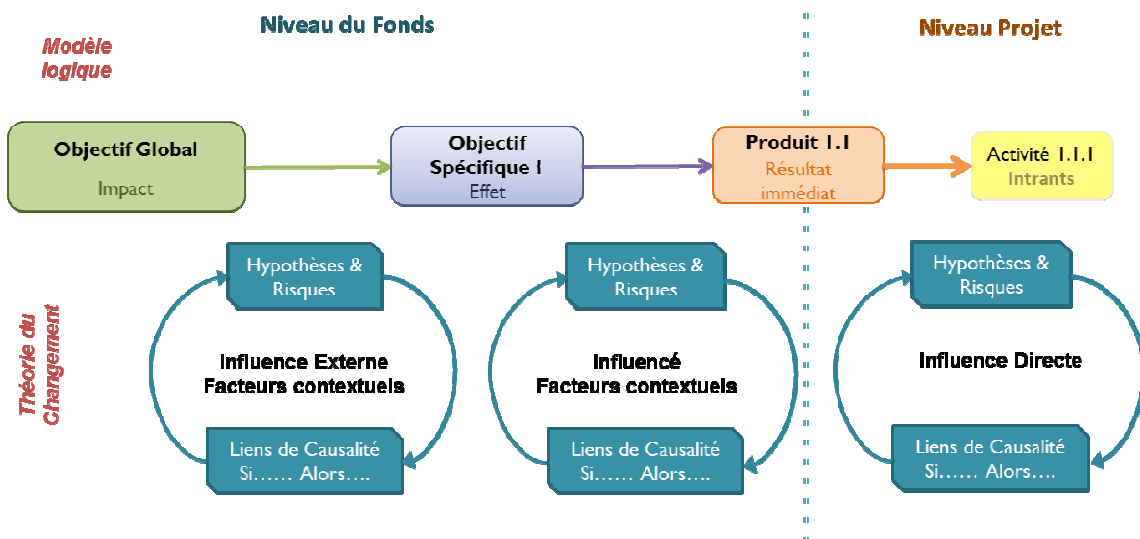 Niveau du Fonds
Niveau Projet
Modèle
logique
Objectif Global
Impact
Objectif
Spécifique I
Effet
Produit 1.1
Résultat
immédiat
Activité 1.1.1
Intrants
Théorie du
Changement
Hypothèses &
Risques
Influence Externe
Facteurs contextuels
Liens de Causalité
Si...... Alors....
Hypothèses &
Risques
Influencé
Facteurs contextuels
Liens de Causalité
Si...... Alors....
Hypothèses &
Risques
Influence Directe
Liens de Causalité
Si...... Alors....